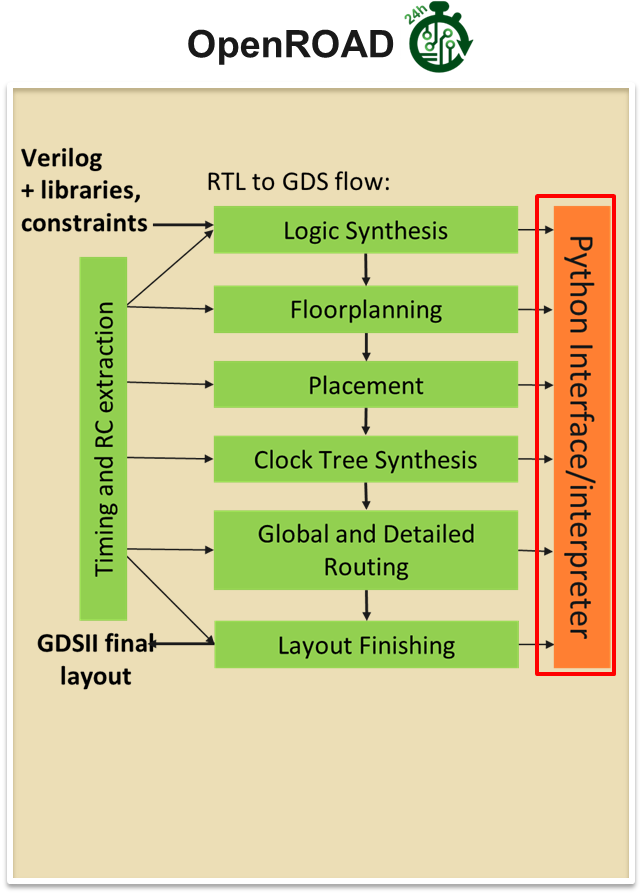 OpenROAD
24h
Verilog
+ libraries,
constraints
RTL to GDS flow:
Logic Synthesis
Floorplanning
Placement
Clock Tree Synthesis
Global and Detailed
Routing
Layout Finishing
Timing and RC extraction
GDSII final
layout
Python Interface/interpreter